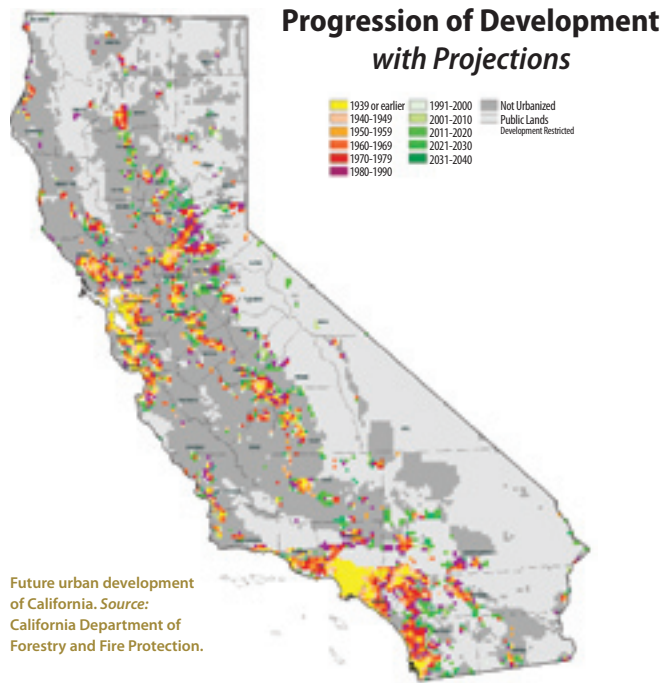 Progression of Development
with Projections
1939 or earlier
1940-1949
1950-1959
1960-1969
1970-1979
1980-1990
1991-2000
2001-2010
2011-2020
2021-2030
2031-2040
Not Urbanized
Public Lands
Development Restricted
Future urban development
of California. Source:
California Department of
Forestry and Fire Protection.